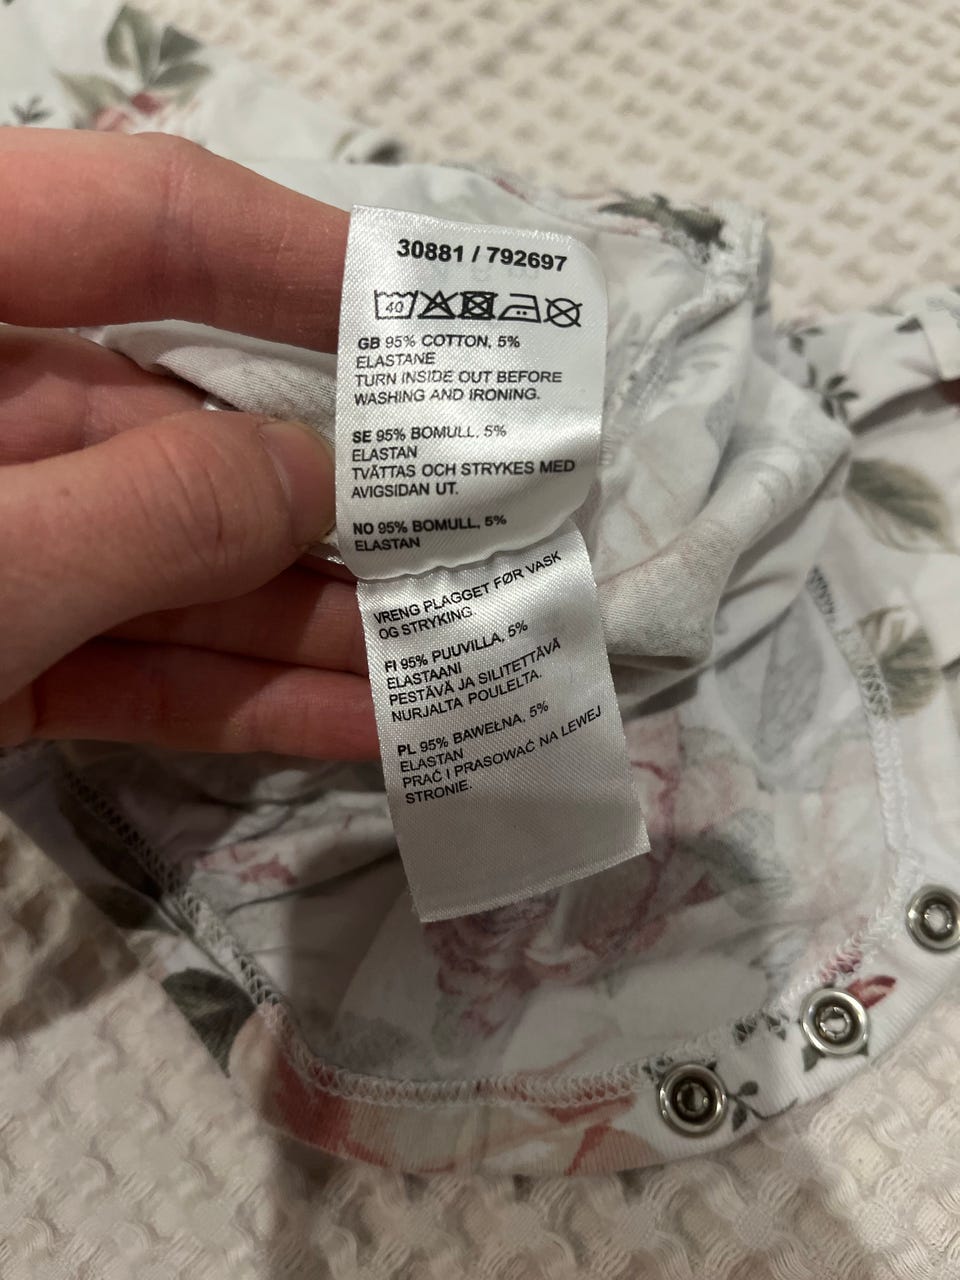 30881 / 792697
40
GB 95% COTTON, 5%
ELASTANE
TURN INSIDE OUT BEFORE
WASHING AND IRONING.
SE 95% BOMULL, 5%
ELASTAN
TVÄTTAS OCH STRYKES MED
AVIGSIDAN UT.
NO 95% BOMULL, 5%
ELASTAN
VRENG PLAGGET FØR VASK
OG STRYKING.
FI 95% PUUVILLA, 5%
ELASTAANI
PESTÄVÄ JA SILITETTÄVÄ
NURJALTA POULELTA.
PL 95% BAWEŁNA, 5%
ELASTAN
PRAĆ I PRASOWAĆ NA LEWEJ
STRONIE.